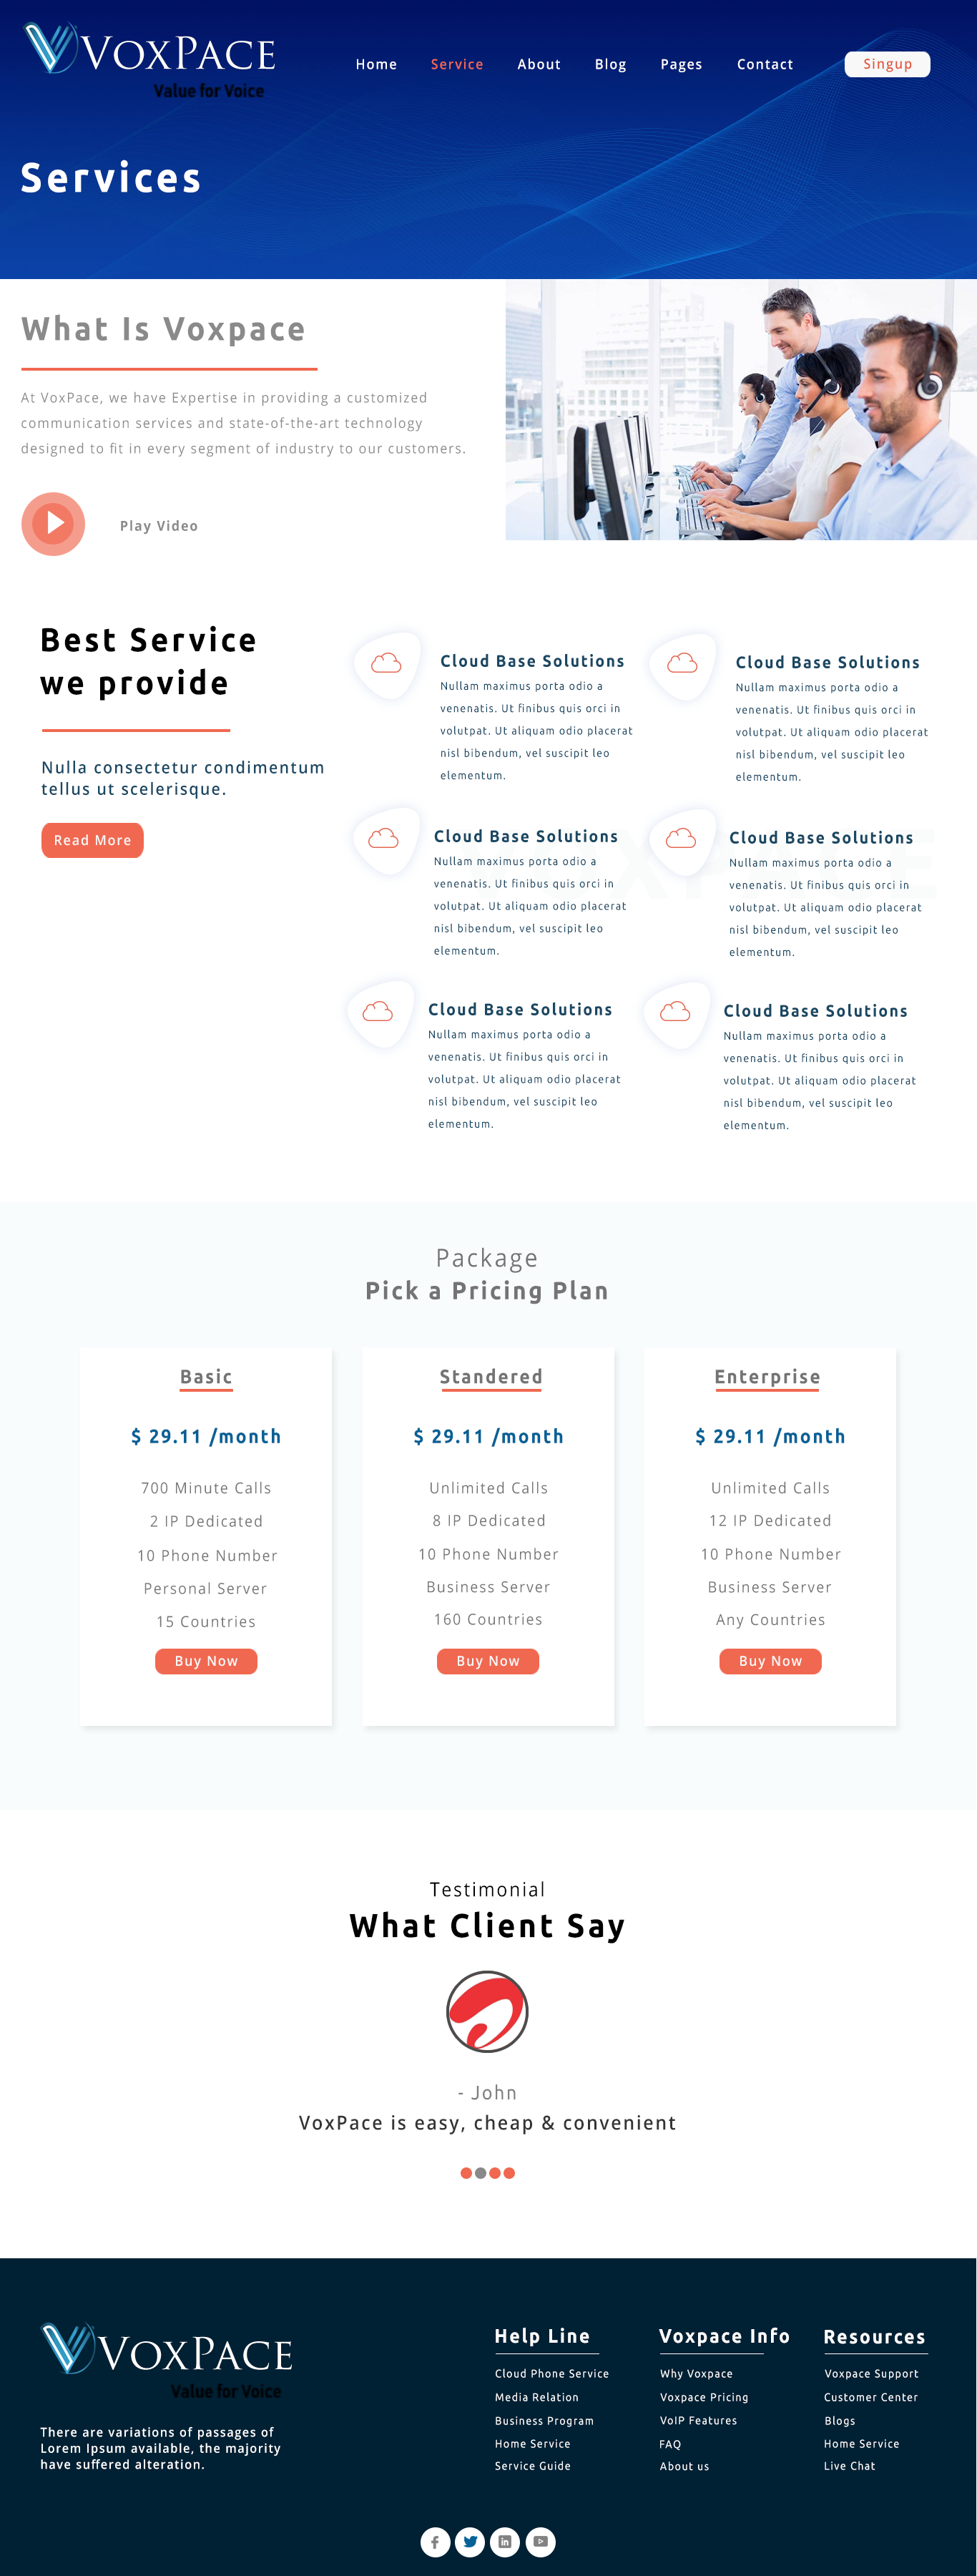 VOXPACE
Value for Voice
Home Service About Blog Pages Contact Singup
Services
What Is Voxpace
At VoxPace, we have Expertise in providing a customized
communication services and state-of-the-art technology
designed to fit in every segment of industry to our customers.
Play Video
Best Service
we provide
Nulla consectetur condimentum
tellus ut scelerisque.
Read More
Cloud Base Solutions
Nullam maximus porta odio a
venenatis. Ut finibus quis orci in
volutpat. Ut aliquam odio placerat
nisl bibendum, vel suscipit leo
elementum.
Cloud Base Solutions
Nullam maximus porta odio a
venenatis. Ut finibus quis orci in
volutpat. Ut aliquam odio placerat
nisl bibendum, vel suscipit leo
elementum.
Cloud Base Solutions
Nullam maximus porta odio a
venenatis. Ut finibus quis orci in
volutpat. Ut aliquam odio placerat
nisl bibendum, vel suscipit leo
elementum.
Cloud Base Solutions
Nullam maximus porta odio a
venenatis. Ut finibus quis orci in
volutpat. Ut aliquam odio placerat
nisl bibendum, vel suscipit leo
elementum.
Cloud Base Solutions
Nullam maximus porta odio a
venenatis. Ut finibus quis orci in
volutpat. Ut aliquam odio placerat
nisl bibendum, vel suscipit leo
elementum.
Cloud Base Solutions
Nullam maximus porta odio a
venenatis. Ut finibus quis orci in
volutpat. Ut aliquam odio placerat
nisl bibendum, vel suscipit leo
elementum.
Package
Pick a Pricing Plan
Basic
$ 29.11 /month
700 Minute Calls
2 IP Dedicated
10 Phone Number
Personal Server
15 Countries
Buy Now
Standered
$ 29.11 /month
Unlimited Calls
8 IP Dedicated
10 Phone Number
Business Server
160 Countries
Buy Now
Enterprise
$ 29.11 /month
Unlimited Calls
12 IP Dedicated
10 Phone Number
Business Server
Any Countries
Buy Now
Testimonial
What Client Say
- John
VoxPace is easy, cheap & convenient
VOXPACE
Value for Voice
There are variations of passages of
Lorem Ipsum available, the majority
have suffered alteration.
Help Line
Cloud Phone Service
Media Relation
Business Program
Home Service
Service Guide
Voxpace Info
Why Voxpace
Voxpace Pricing
VoIP Features
FAQ
About us
Resources
Voxpace Support
Customer Center
Blogs
Home Service
Live Chat